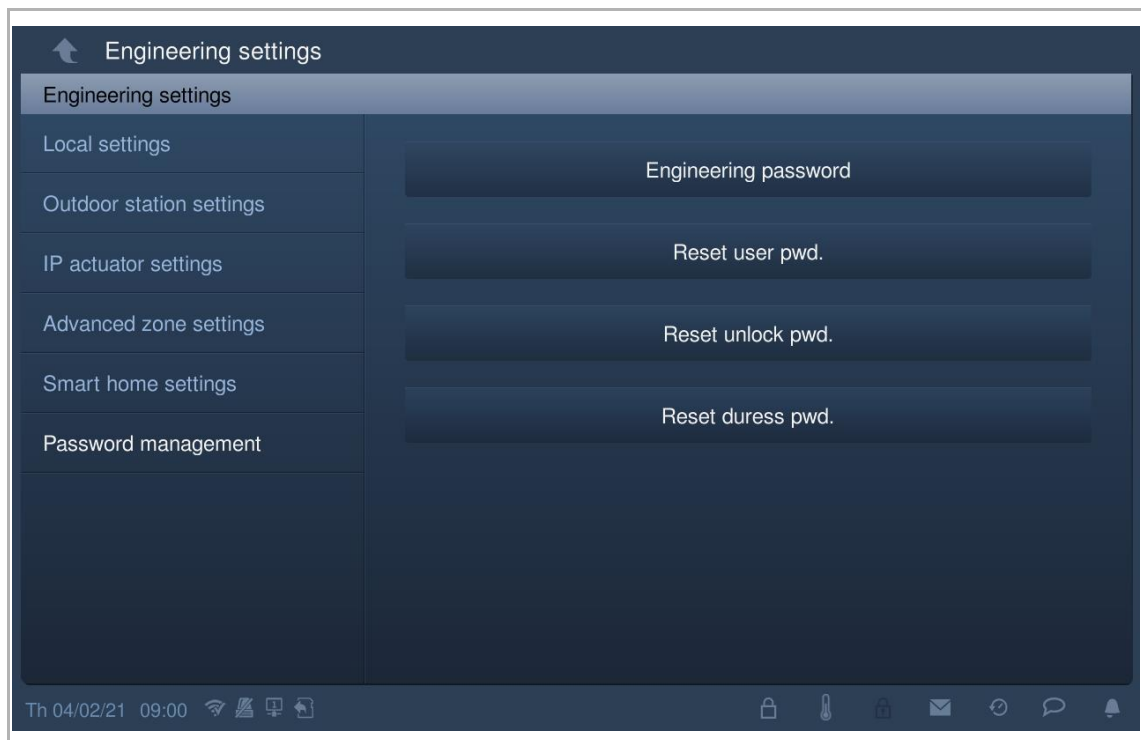 Engineering settings
Engineering settings
Local settings
Outdoor station settings
IP actuator settings
Advanced zone settings
Smart home settings
Password management
Engineering password
Reset user pwd.
Reset unlock pwd.
Reset duress pwd.
Th 04/02/21 09:00